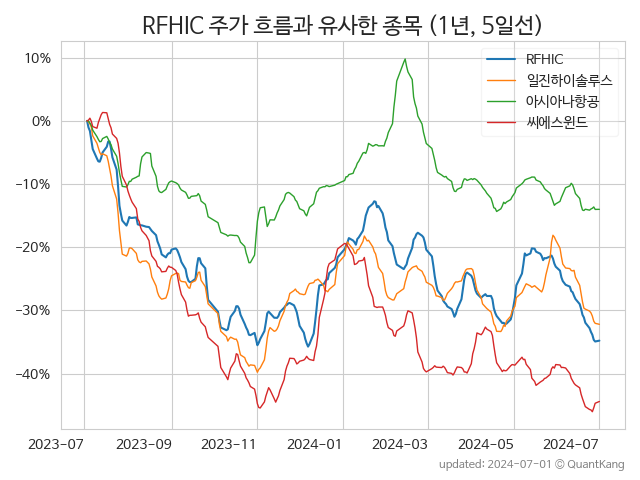 RFHIC 주가 흐름과 유사한 종목 (1년, 5일선)
RFHIC
일진하이솔루스
아시아나항공
씨에스윈드
10%
0%
−10%
−20%
−30%
−40%
2023-07 2023-09 2023-11 2024-01 2024-03 2024-05 2024-07
updated: 2024-07-01 © QuantKang